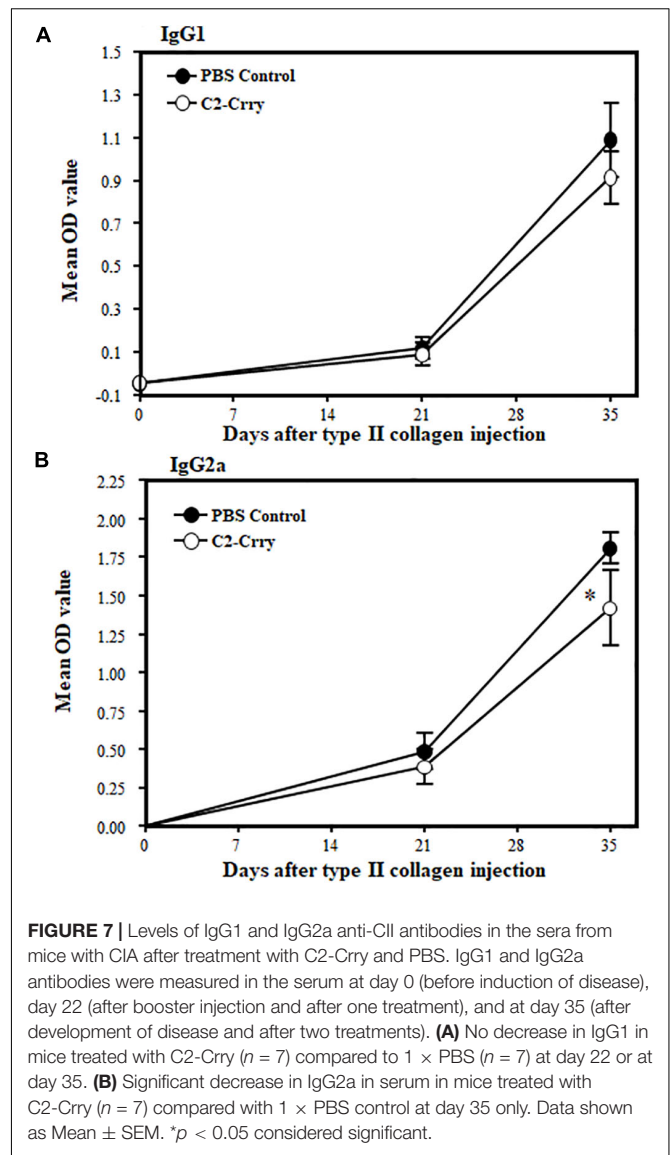 A
IgG1
1.5
1.3
1.1
0.9
0.7
0.5
0.3
0.1
-0.1
Mean OD value
PBS Control
C2-Crry
0 7 14 21 28 35
Days after type II collagen injection
B
IgG2a
2.25
2.00
1.75
1.50
1.25
1.00
0.75
0.50
0.25
0.00
Mean OD value
PBS Control
C2-Crry
*
0 7 14 21 28 35
Days after type II collagen injection
FIGURE 7 | Levels of IgG1 and IgG2a anti-CII antibodies in the sera from
mice with CIA after treatment with C2-Crry and PBS. IgG1 and IgG2a
antibodies were measured in the serum at day 0 (before induction of disease),
day 22 (after booster injection and after one treatment), and at day 35 (after
development of disease and after two treatments). (A) No decrease in IgG1 in
mice treated with C2-Crry (n = 7) compared to 1 × PBS (n = 7) at day 22 or at
day 35. (B) Significant decrease in IgG2a in serum in mice treated with
C2-Crry (n = 7) compared with 1 × PBS control at day 35 only. Data shown
as Mean ± SEM. *p < 0.05 considered significant.